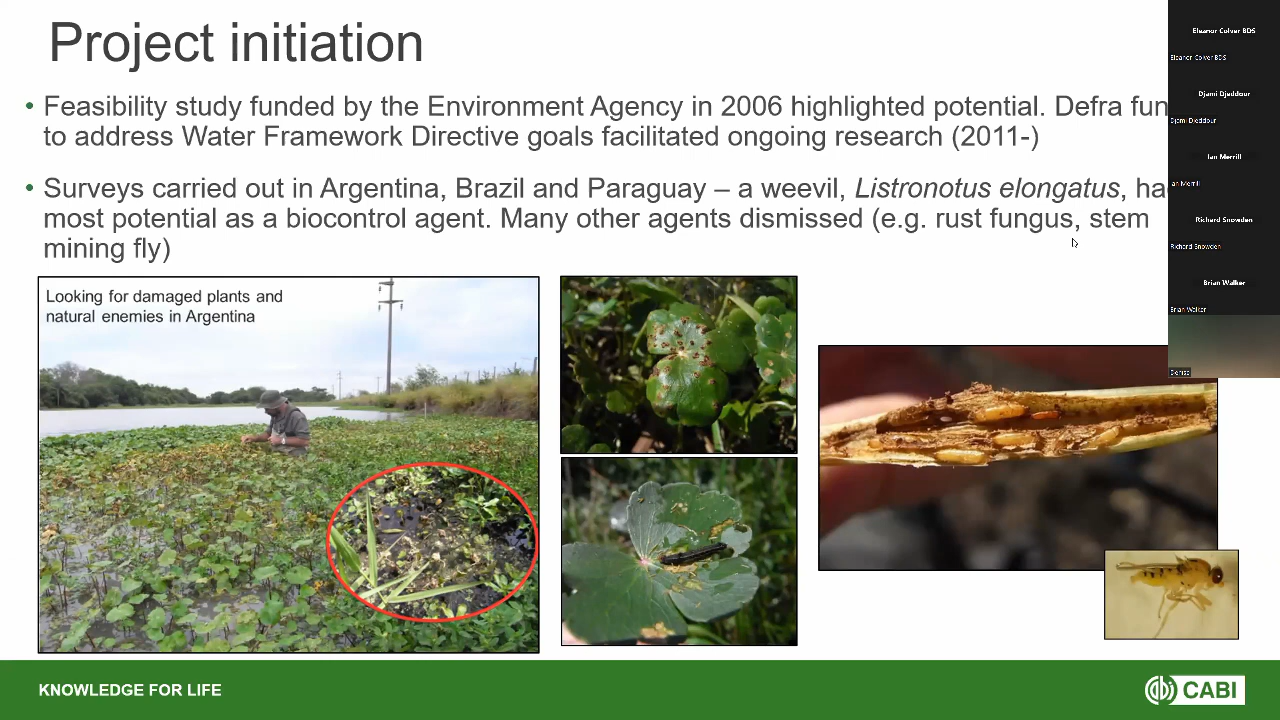 Project initiation
• Feasibility study funded by the Environment Agency in 2006 highlighted potential. Defra fun
to address Water Framework Directive goals facilitated ongoing research (2011-)
• Surveys carried out in Argentina, Brazil and Paraguay – a weevil, Listronotus elongatus, ha
most potential as a biocontrol agent. Many other agents dismissed (e.g. rust fungus, stem
mining fly)
Looking for damaged plants and
natural enemies in Argentina
KNOWLEDGE FOR LIFE
CABI
Eleanor Colver BDS
Eleanor Colver BDS
Djami Djeddour
Djami Djeddour
Ian Merrill
Ian Merrill
Richard Snowden
Richard Snowden
Brian Walker
Brian Walker
Denise